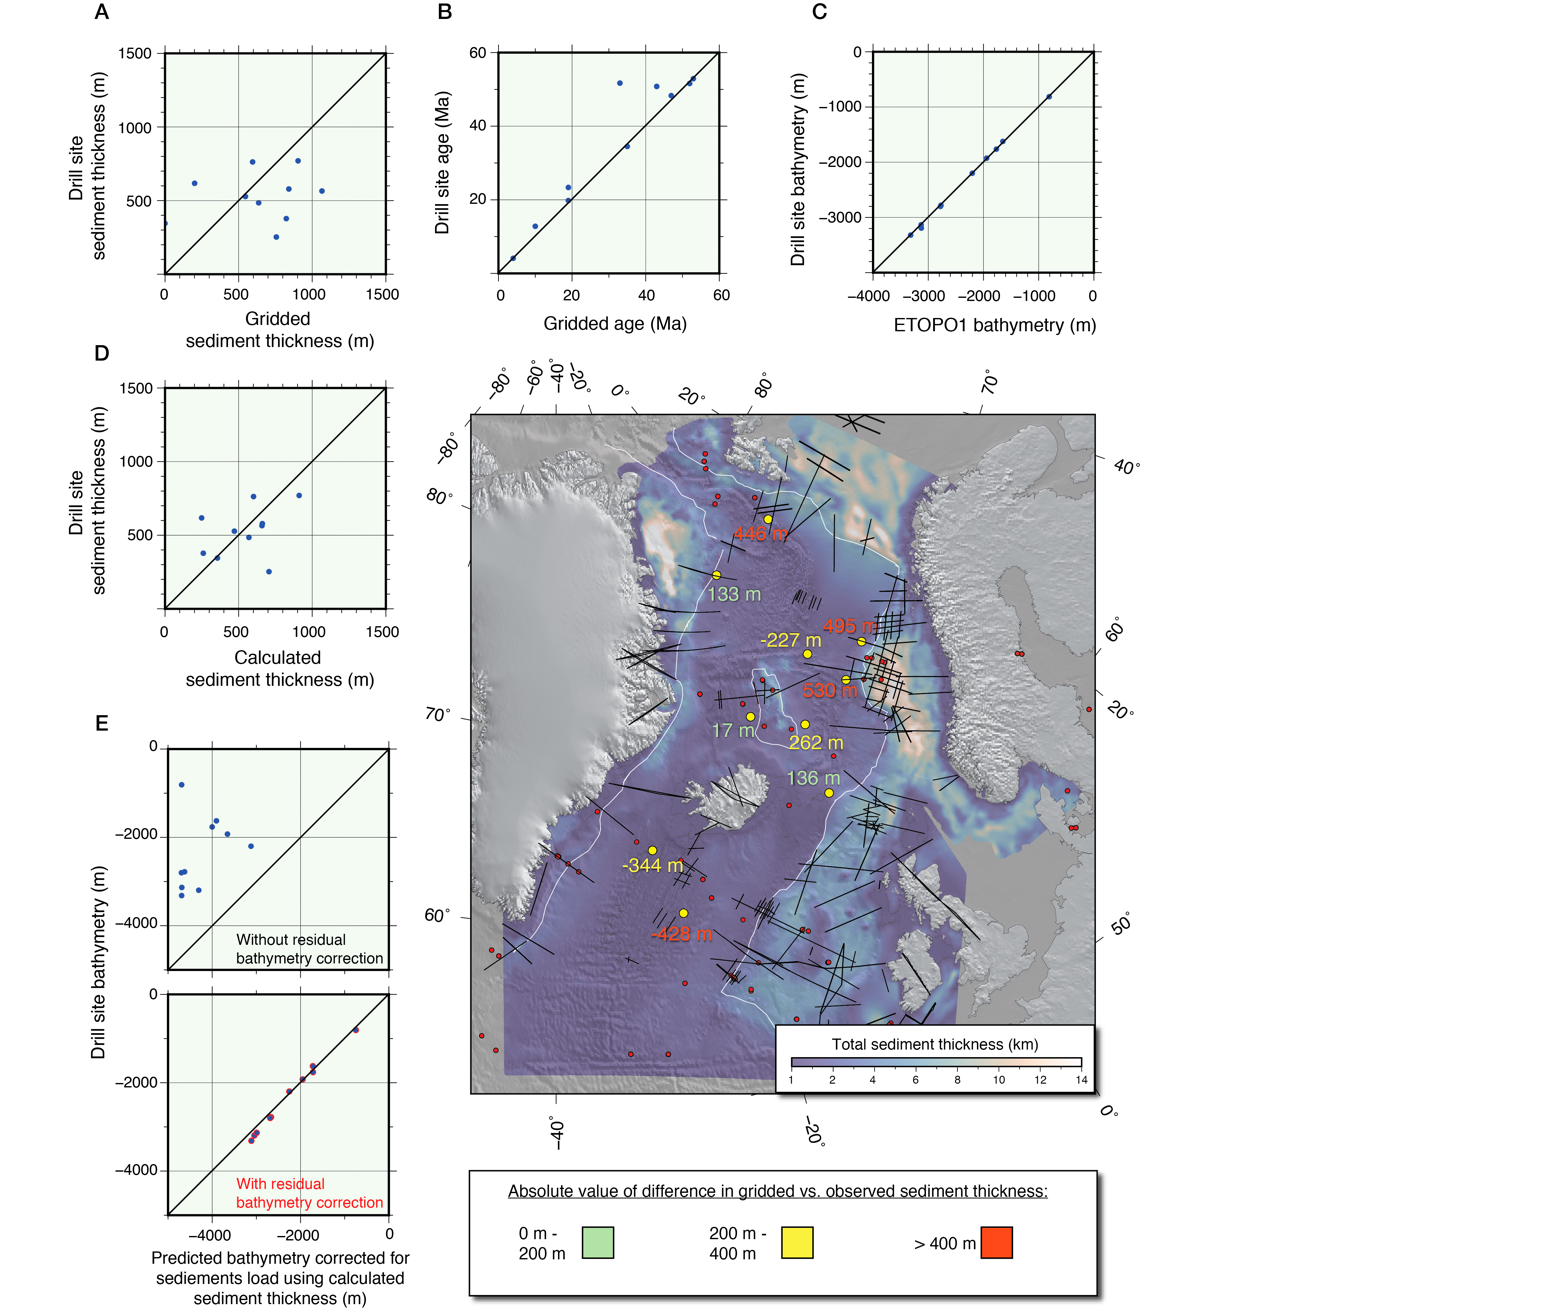 A
1500
1000
500
Drill site
sediment thickness (m)
0
500
1000
1500
Gridded
sediment thickness (m)
B
60
40
20
Drill site age (Ma)
0
20
40
60
Gridded age (Ma)
C
0
−1000
−2000
−3000
Drill site bathymetry (m)
−4000
−3000
−2000
−1000
0
ETOPO1 bathymetry (m)
D
1500
1000
500
Drill site
sediment thickness (m)
0
500
1000
1500
Calculated
sediment thickness (m)
E
0
−2000
−4000
Without residual
bathymetry correction
Drill site bathymetry (m)
0
−2000
−4000
With residual
bathymetry correction
−4000
−2000
0
Predicted bathymetry corrected for
sediements load using calculated
sediment thickness (m)
−80°
−60°
−40°
−20°
0°
20°
80°
70°
−80°
80°
70°
60°
40°
60°
20°
50°
0°
−40°
−20°
446 m
133 m
495 m
-227 m
530 m
17 m
262 m
136 m
-344 m
-428 m
Total sediment thickness (km)
1
2
4
6
8
10
12
14
Absolute value of difference in gridded vs. observed sediment thickness:
0 m -
200 m
200 m -
400 m
> 400 m